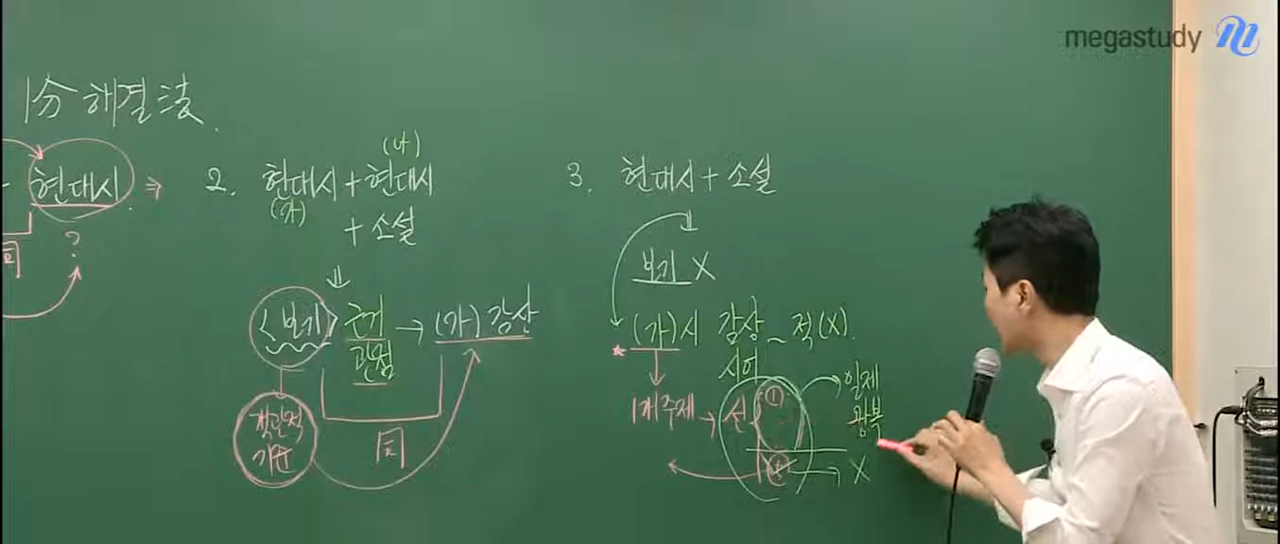 megastudy
1分 해결法.
현대시 ⇒
?
同
2. 현대시 + 현대시
(나)
(가)
+ 소설
⇓
<보기> 근거 → (가) 감상
관점
객관적
기준
同
3. 현대시 + 소설
⇓
보기 X
★ (가)시 감상 ~ 적(X).
시어
1개 주제 → 선
①
일제
광복
X